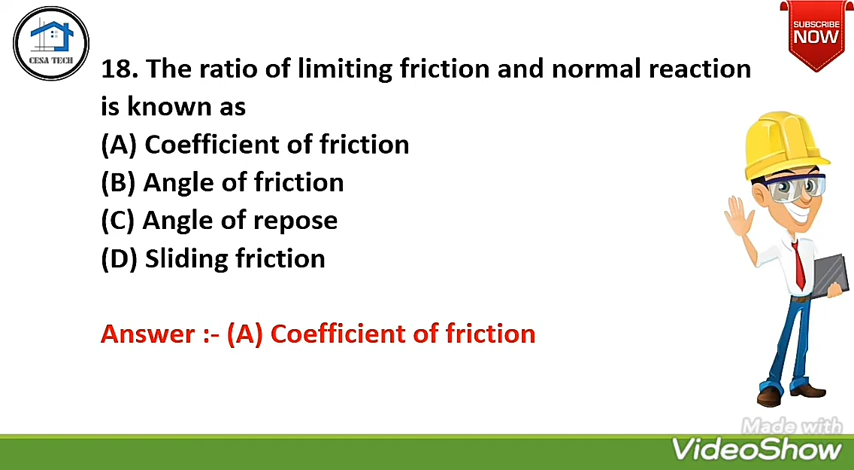 CESA TECH
SUBSCRIBE
NOW
18. The ratio of limiting friction and normal reaction
is known as
(A) Coefficient of friction
(B) Angle of friction
(C) Angle of repose
(D) Sliding friction
Answer :- (A) Coefficient of friction
Made with
VideoShow